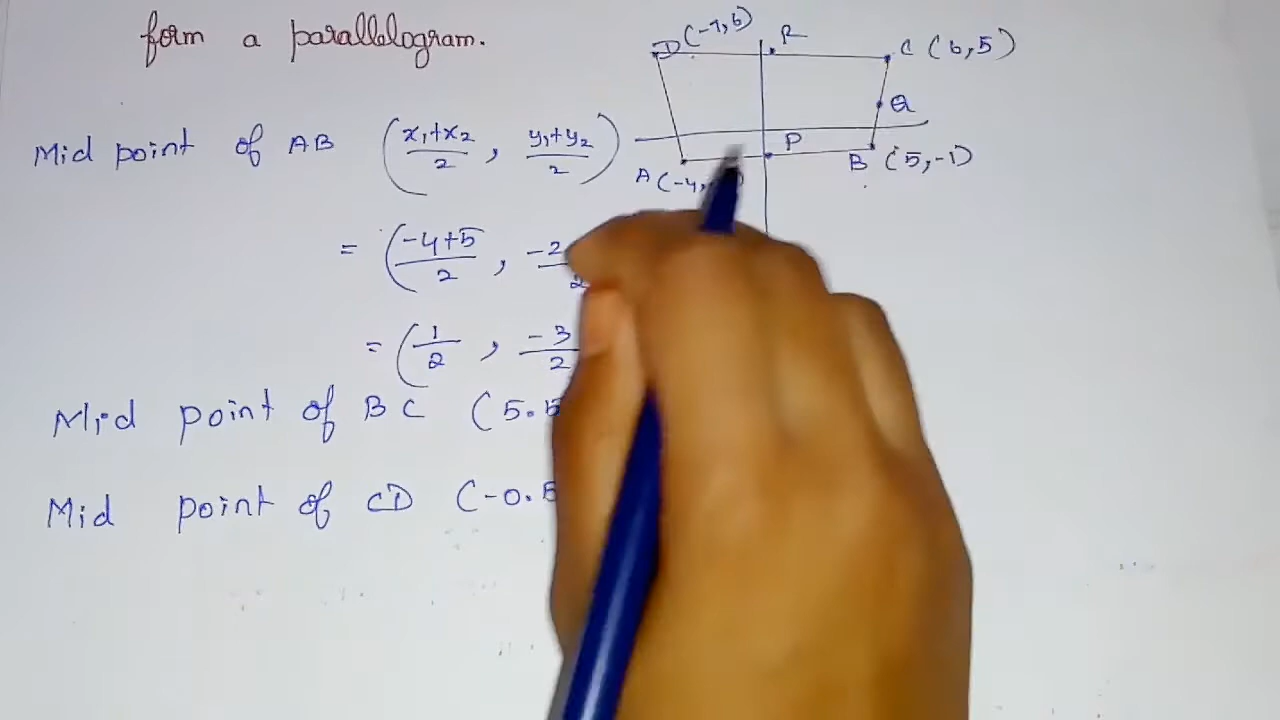 form a parallelogram.
D (-7,6)
R
C (6,5)
Q
P
B (5,-1)
A (-4,
Mid point of AB ( x₁+x₂ / 2 , y₁+y₂ / 2 )
= ( -4+5 / 2 , -2 / 2
= ( 1 / 2 , -3 / 2
Mid point of BC (5.5
Mid point of CD (-0.5